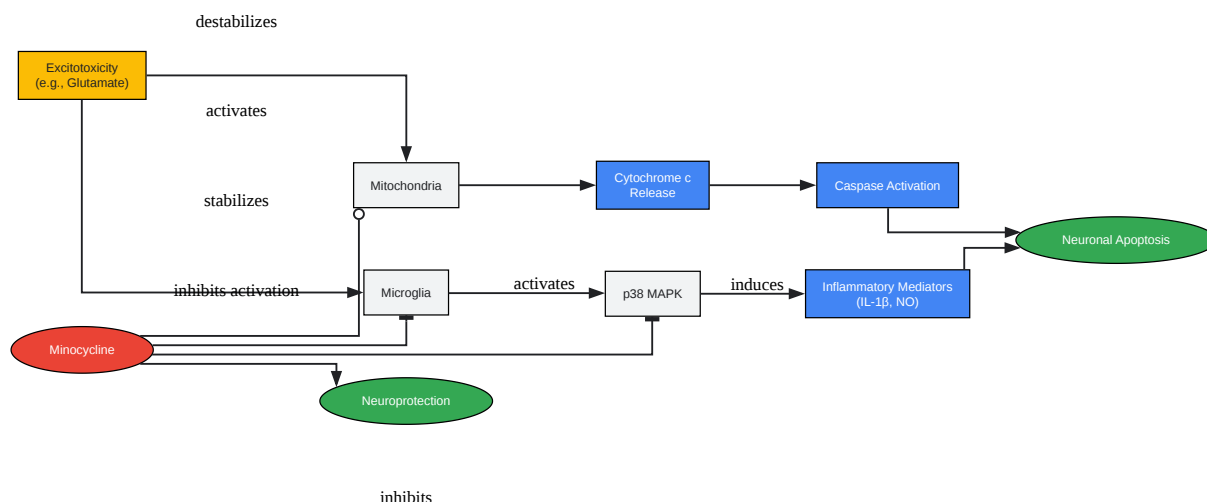 destabilizes
Excitotoxicity
(e.g., Glutamate)
activates
Mitochondria
Cytochrome c
Release
Caspase Activation
stabilizes
Neuronal Apoptosis
inhibits activation
Microglia
activates
p38 MAPK
induces
Inflammatory Mediators
(IL-1β, NO)
Minocycline
Neuroprotection
inhibits